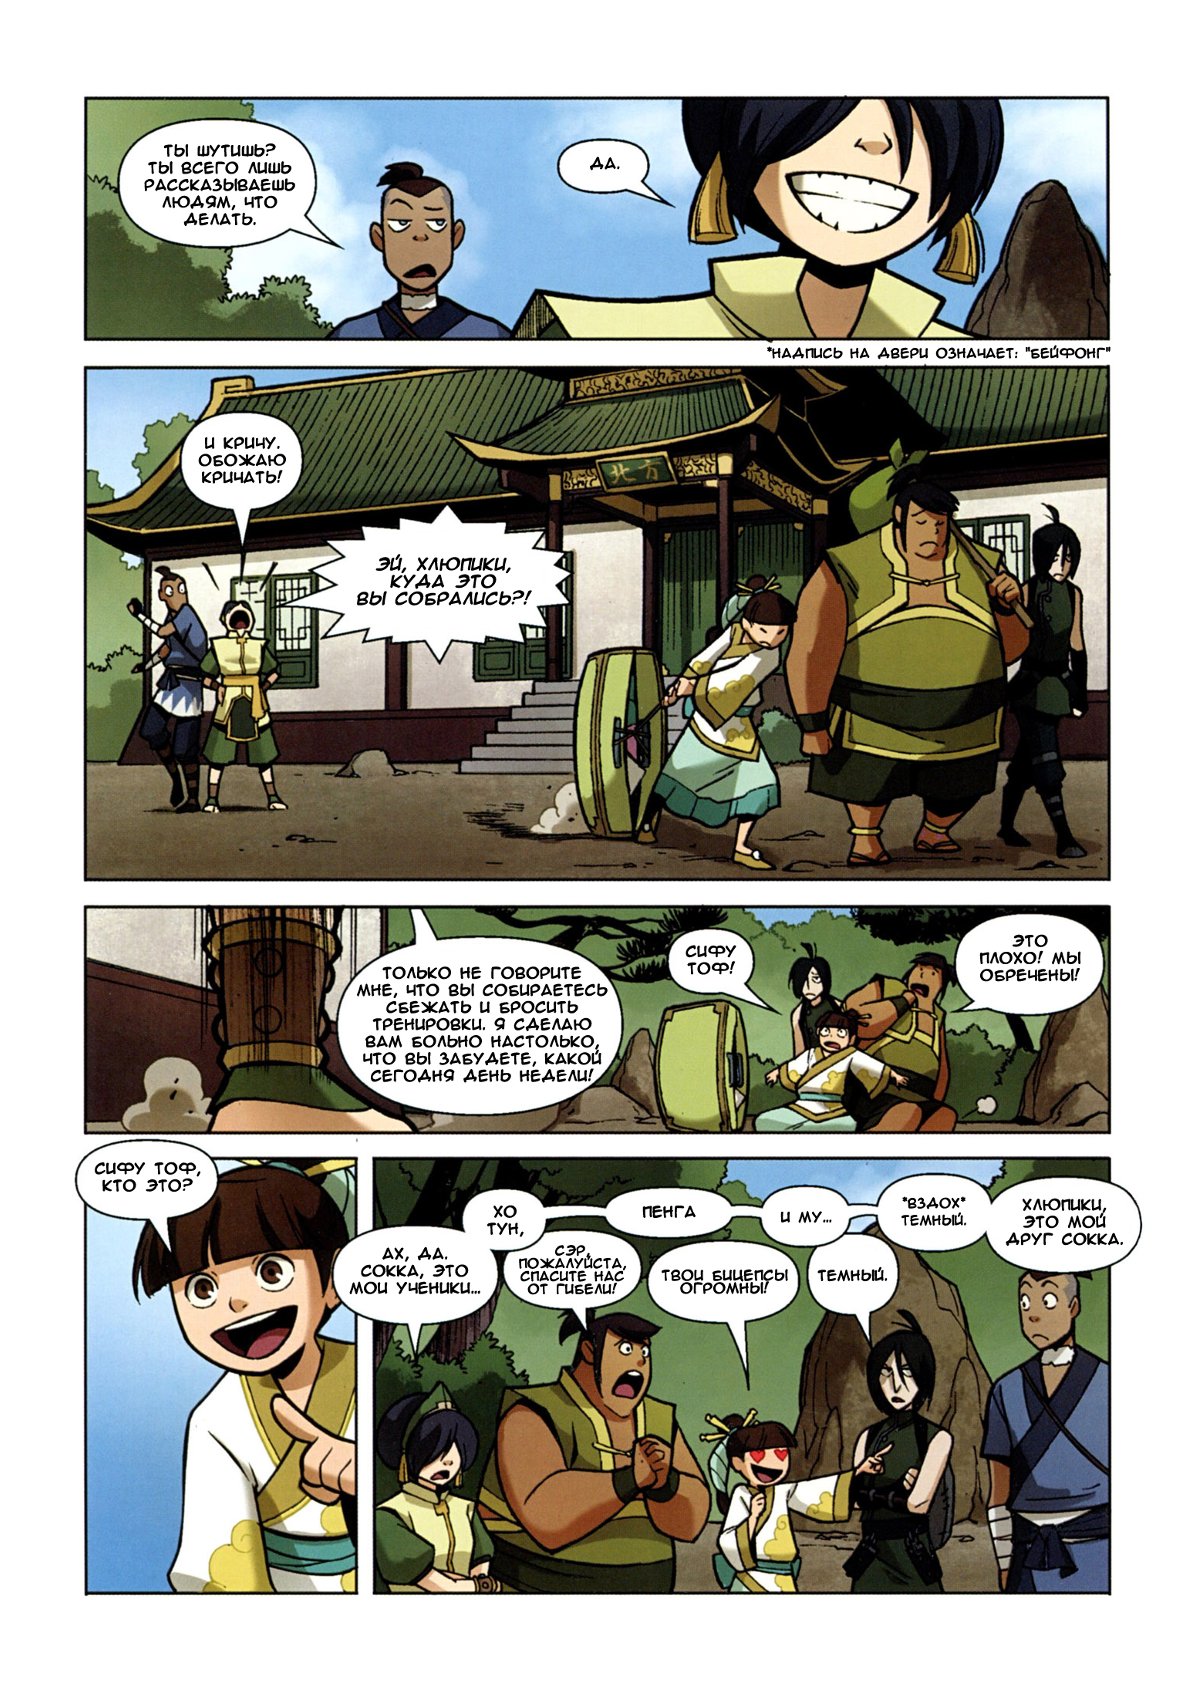 ТЫ ШУТИШЬ?
ТЫ ВСЕГО ЛИШЬ
РАССКАЗЫВАЕШЬ
ЛЮДЯМ, ЧТО
ДЕЛАТЬ.
ДА.
*НАДПИСЬ НА ДВЕРИ ОЗНАЧАЕТ: "БЕЙФОНГ"
И КРИЧУ.
ОБОЖАЮ
КРИЧАТЬ!
北方
ЭЙ, ХЛЮПИКИ,
КУДА ЭТО
ВЫ СОБРАЛИСЬ?!
ТОЛЬКО НЕ ГОВОРИТЕ
МНЕ, ЧТО ВЫ СОБИРАЕТЕСЬ
СБЕЖАТЬ И БРОСИТЬ
ТРЕНИРОВКИ. Я СДЕЛАЮ
ВАМ БОЛЬНО НАСТОЛЬКО,
ЧТО ВЫ ЗАБУДЕТЕ, КАКОЙ
СЕГОДНЯ ДЕНЬ НЕДЕЛИ!
СИФУ
ТОФ!
ЭТО
ПЛОХО! МЫ
ОБРЕЧЕНЫ!
СИФУ ТОФ,
КТО ЭТО?
АХ, ДА.
СОККА, ЭТО
МОИ УЧЕНИКИ...
ХО
ТУН,
СЭР,
ПОЖАЛУЙСТА,
СПАСИТЕ НАС
ОТ ГИБЕЛИ!
ПЕНГА
ТВОИ БИЦЕПСЫ
ОГРОМНЫ!
И МУ...
ТЕМНЫЙ.
*ВЗДОХ*
ТЕМНЫЙ.
ХЛЮПИКИ,
ЭТО МОЙ
ДРУГ СОККА.